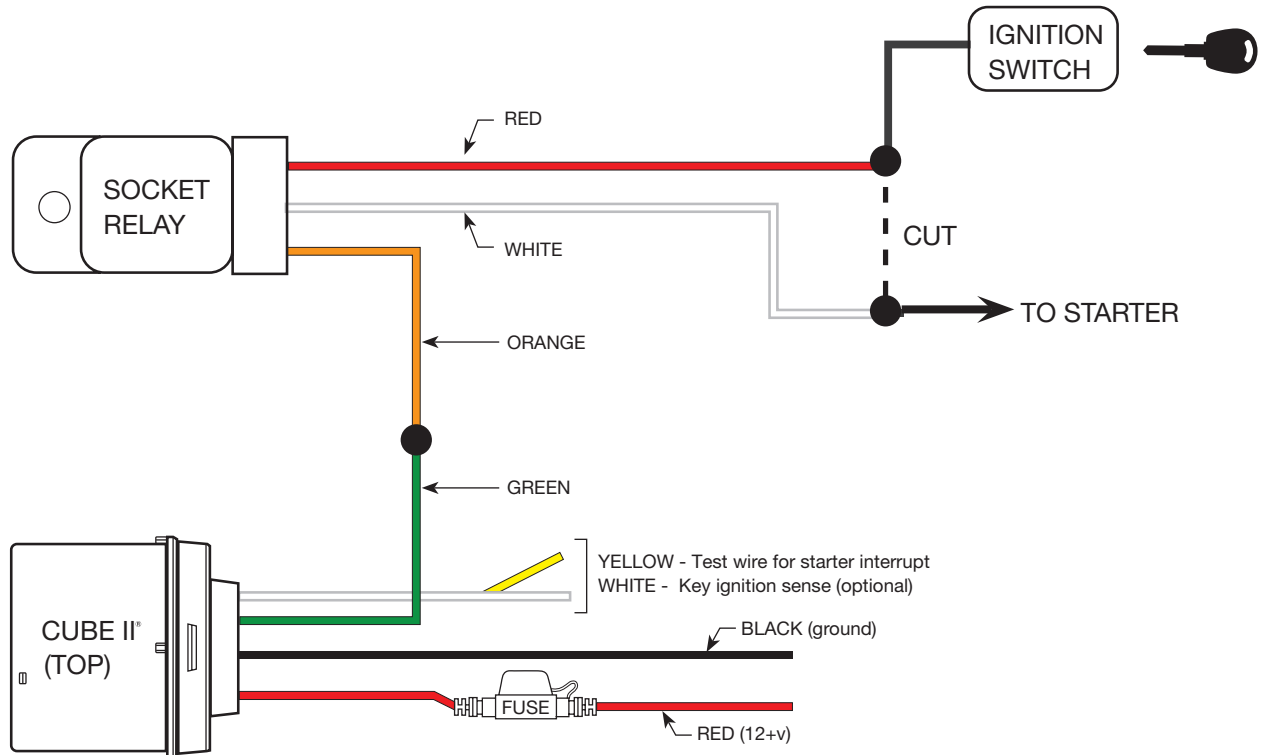 IGNITION
SWITCH
RED
SOCKET
RELAY
WHITE
CUT
TO STARTER
ORANGE
GREEN
YELLOW - Test wire for starter interrupt
WHITE - Key ignition sense (optional)
CUBE II®
(TOP)
BLACK (ground)
FUSE
RED (12+v)